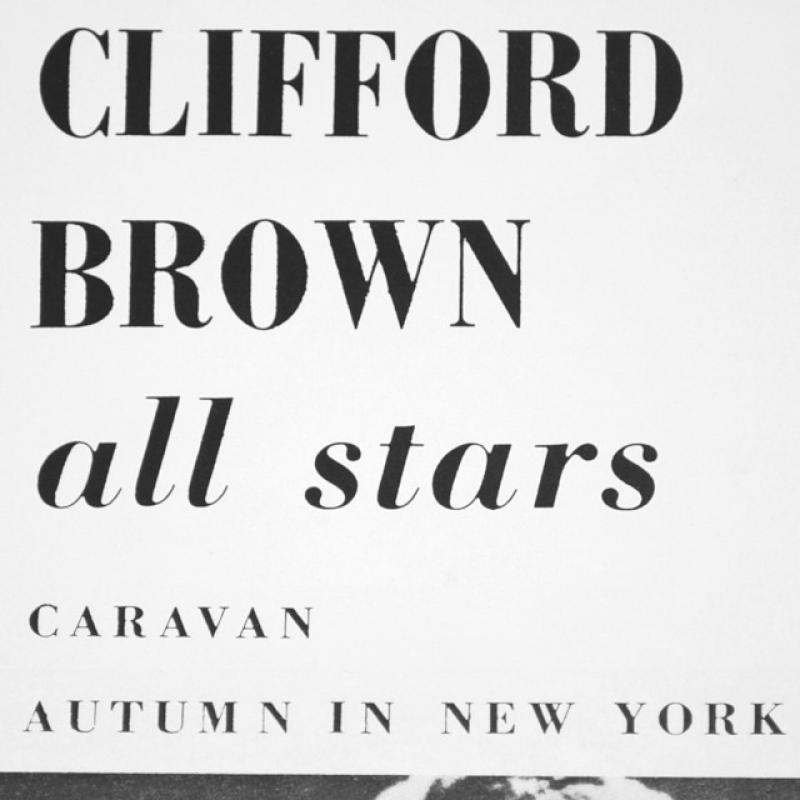 CLIFFORD
BROWN
all stars
CARAVAN
AUTUMN IN NEW YORK